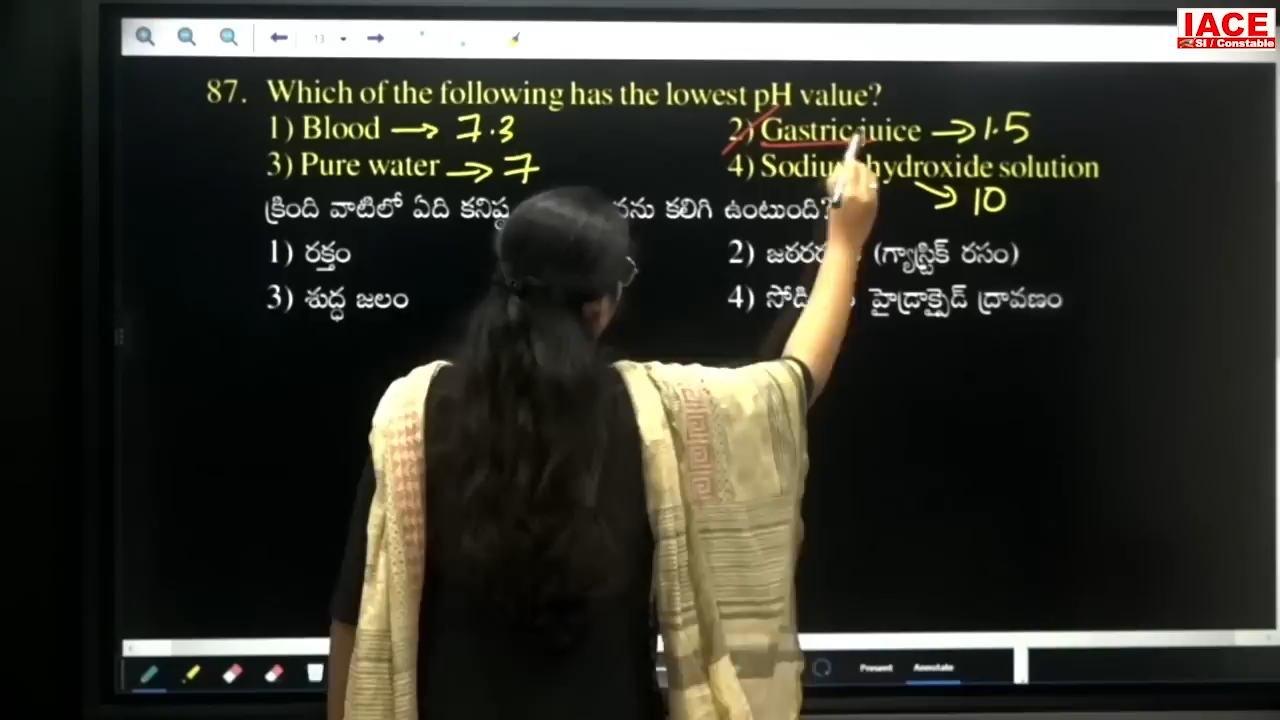 IACE
SI / Constable
13
87. Which of the following has the lowest pH value?
1) Blood → 7.3
2) Gastric juice → 1.5
3) Pure water → 7
4) Sodium hydroxide solution
→ 10
క్రింది వాటిలో ఏది కనిష్ట కలిగి ఉంటుంది?
1) రక్తం
2) (గ్యాస్ట్రిక్ రసం)
3) శుద్ధ జలం
4) హైడ్రాక్సైడ్ ద్రావణం
Present Annotate